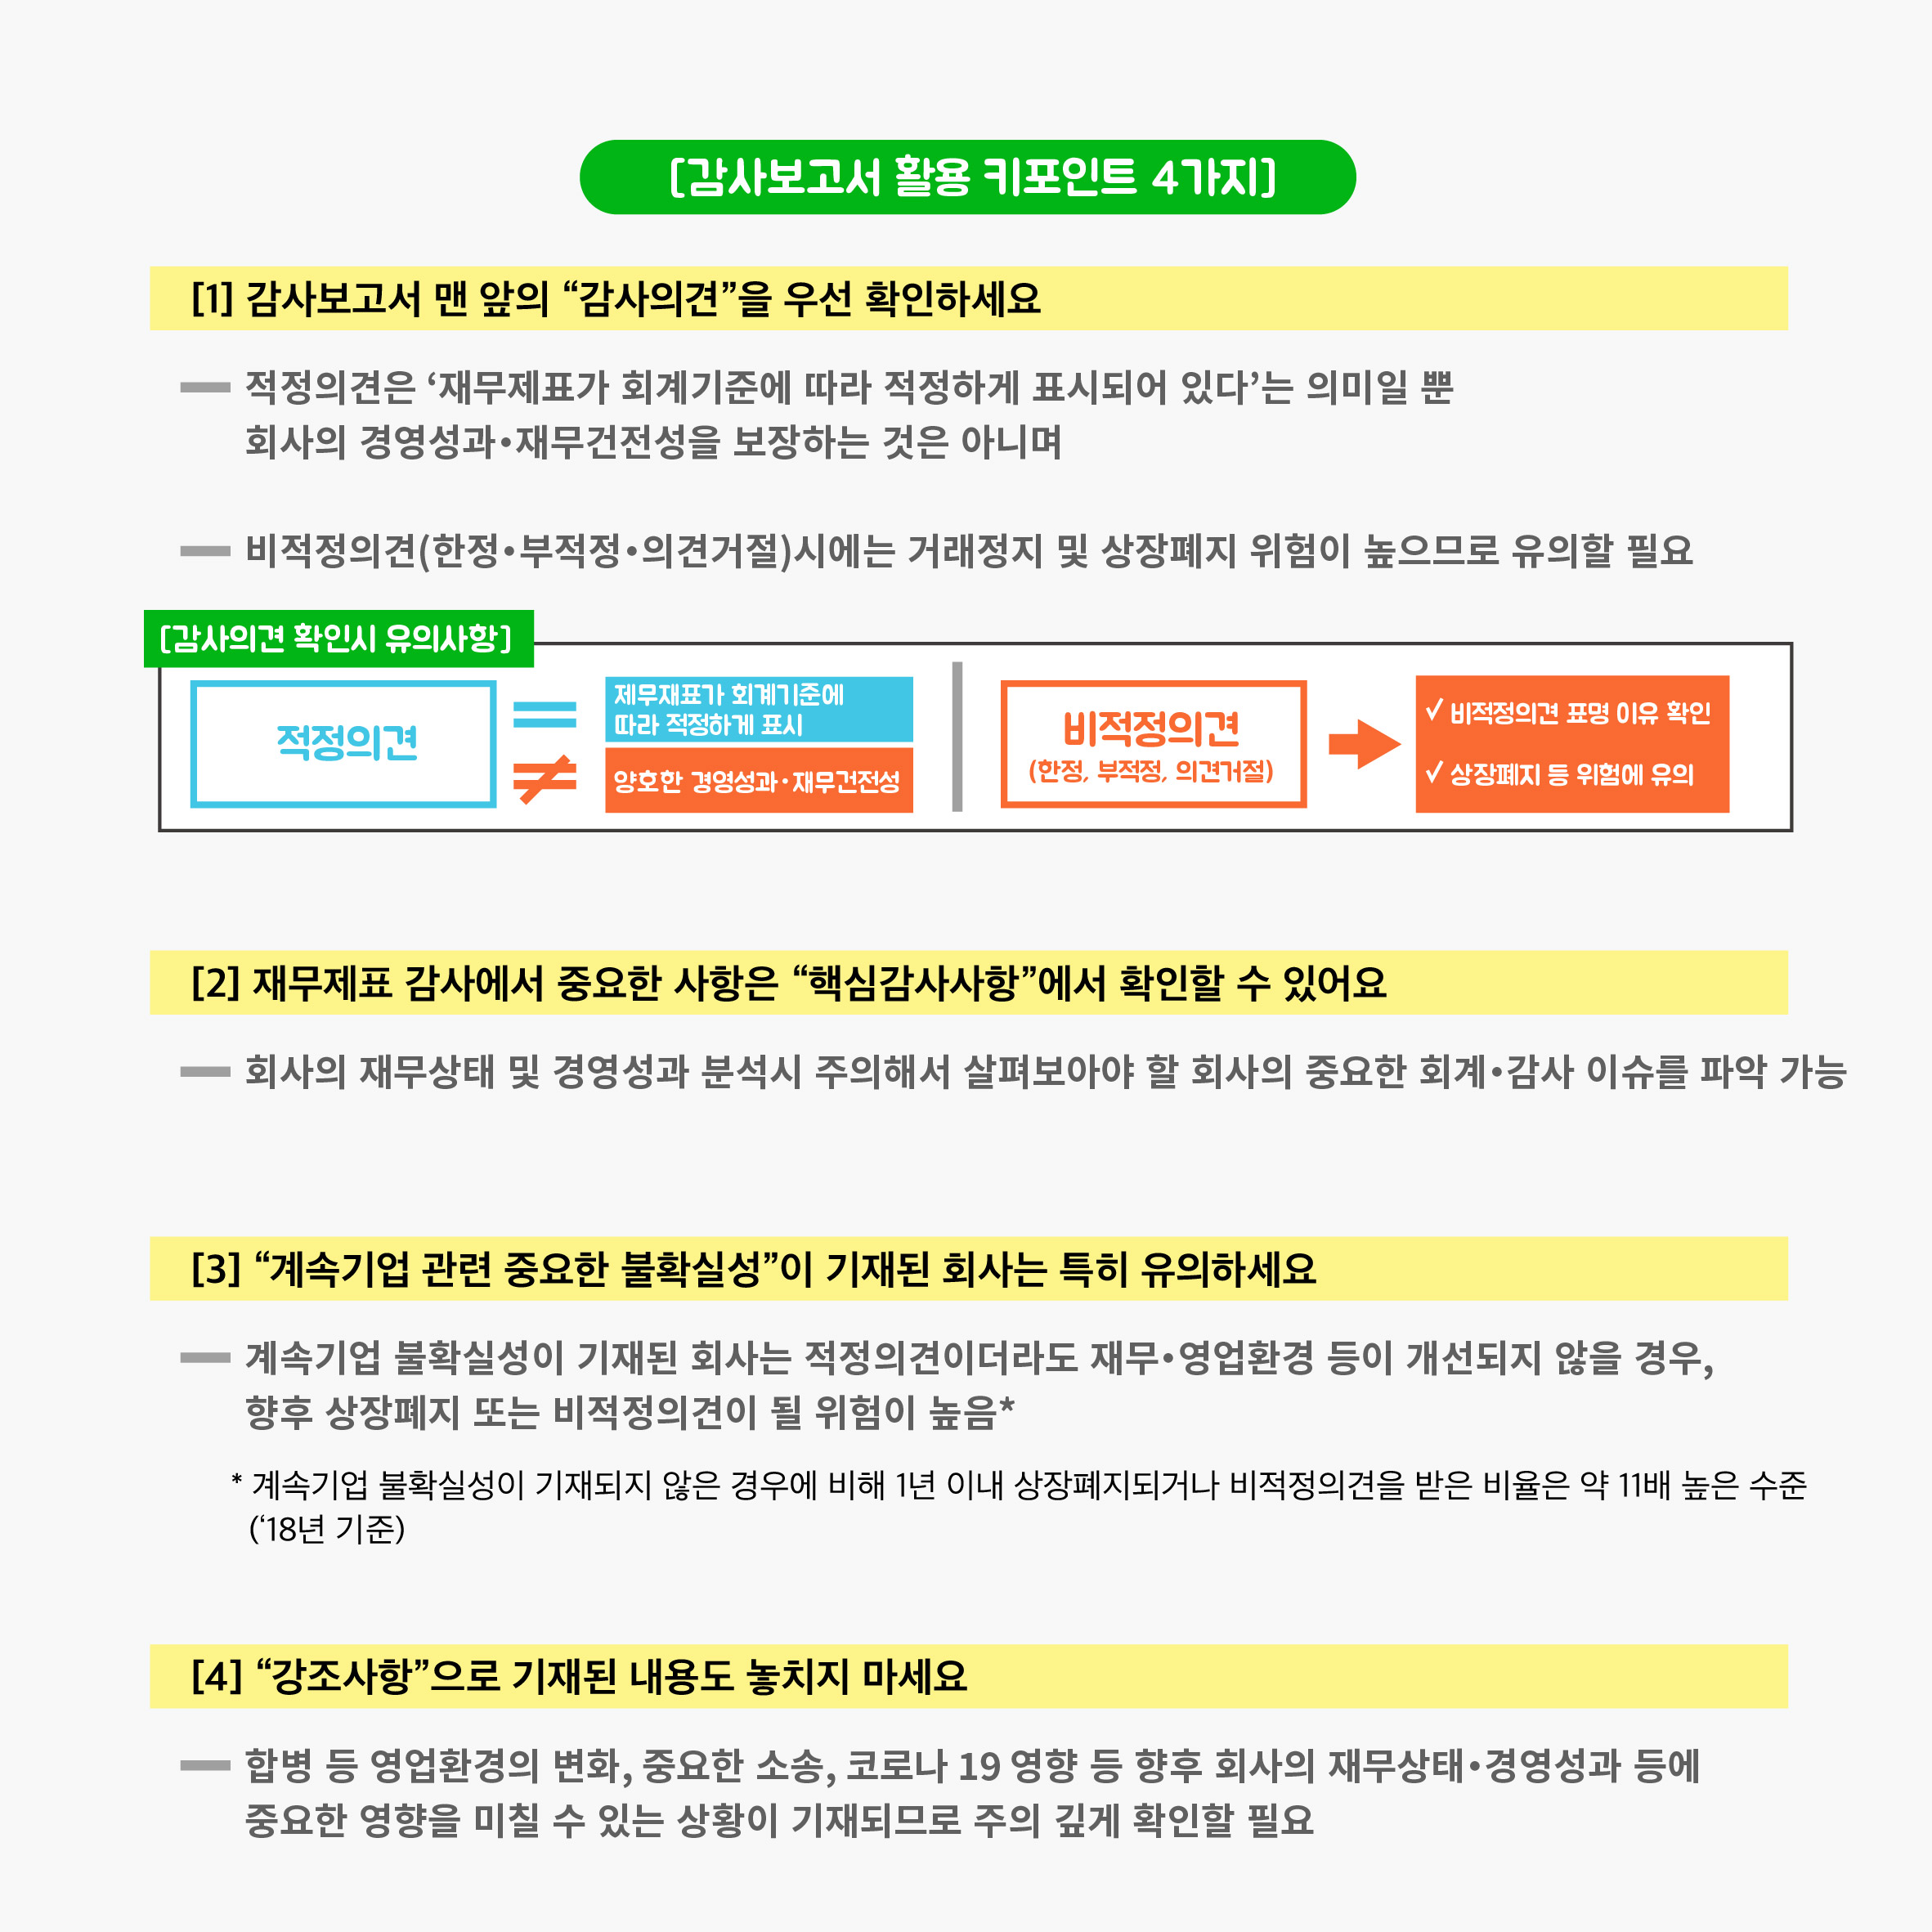 [감사보고서 활용 키포인트 4가지]
[1] 감사보고서 맨 앞의 “감사의견”을 우선 확인하세요
적정의견은 ‘재무제표가 회계기준에 따라 적정하게 표시되어 있다’는 의미일 뿐
회사의 경영성과·재무건전성을 보장하는 것은 아니며
비적정의견(한정·부적정·의견거절)시에는 거래정지 및 상장폐지 위험이 높으므로 유의할 필요
[감사의견 확인시 유의사항]
적정의견
제무재표가 회계기준에
따라 적정하게 표시
양호한 경영성과·재무건전성
비적정의견
(한정, 부적정, 의견거절)
✓ 비적정의견 표명 이유 확인
✓ 상장폐지 등 위험에 유의
[2] 재무제표 감사에서 중요한 사항은 “핵심감사사항”에서 확인할 수 있어요
회사의 재무상태 및 경영성과 분석시 주의해서 살펴보아야 할 회사의 중요한 회계·감사 이슈를 파악 가능
[3] “계속기업 관련 중요한 불확실성”이 기재된 회사는 특히 유의하세요
계속기업 불확실성이 기재된 회사는 적정의견이더라도 재무·영업환경 등이 개선되지 않을 경우,
향후 상장폐지 또는 비적정의견이 될 위험이 높음*
* 계속기업 불확실성이 기재되지 않은 경우에 비해 1년 이내 상장폐지되거나 비적정의견을 받은 비율은 약 11배 높은 수준
(‘18년 기준)
[4] “강조사항”으로 기재된 내용도 놓치지 마세요
합병 등 영업환경의 변화, 중요한 소송, 코로나 19 영향 등 향후 회사의 재무상태·경영성과 등에
중요한 영향을 미칠 수 있는 상황이 기재되므로 주의 깊게 확인할 필요